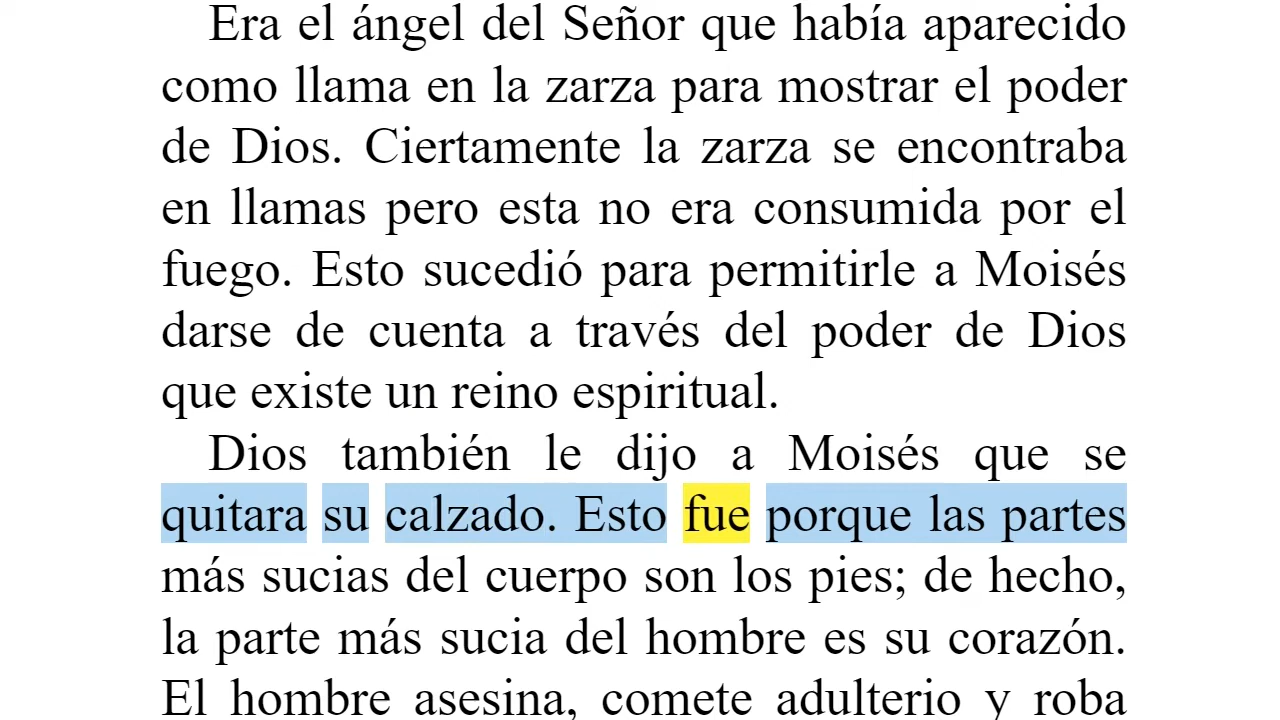 Era el ángel del Señor que había aparecido
como llama en la zarza para mostrar el poder
de Dios. Ciertamente la zarza se encontraba
en llamas pero esta no era consumida por el
fuego. Esto sucedió para permitirle a Moisés
darse de cuenta a través del poder de Dios
que existe un reino espiritual.
Dios también le dijo a Moisés que se
quitara su calzado. Esto fue porque las partes
más sucias del cuerpo son los pies; de hecho,
la parte más sucia del hombre es su corazón.
El hombre asesina, comete adulterio y roba